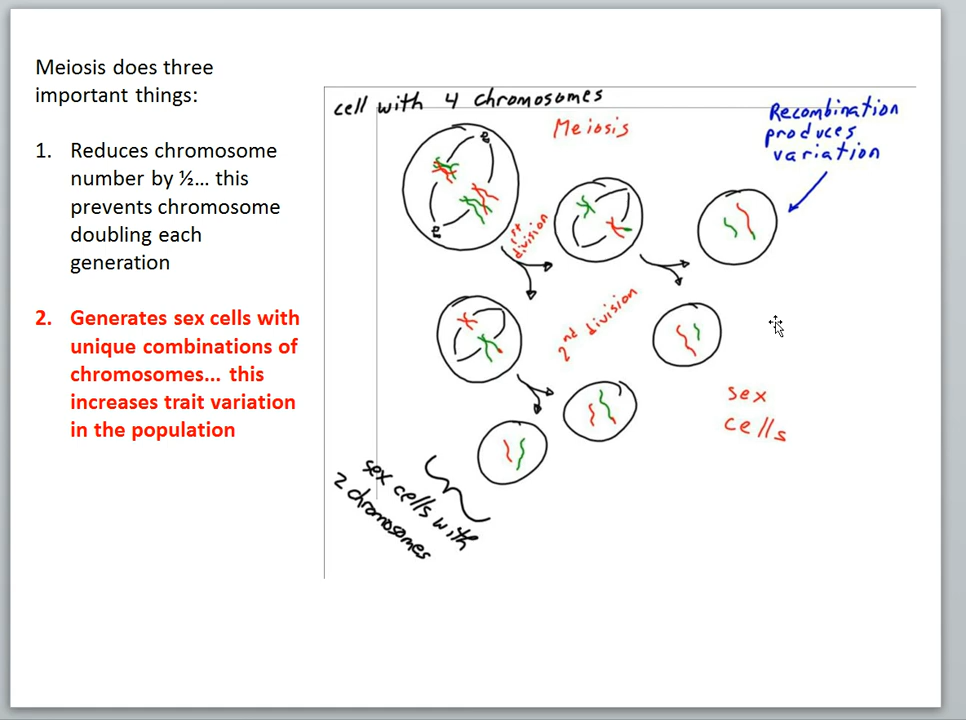 Meiosis does three
important things:
1. Reduces chromosome
number by ½... this
prevents chromosome
doubling each
generation
2. Generates sex cells with
unique combinations of
chromosomes... this
increases trait variation
in the population
cell with 4 chromosomes
Meiosis
Recombination
produces
variation
1st
division
2nd division
sex
cells
sex cells with
2 chromosomes